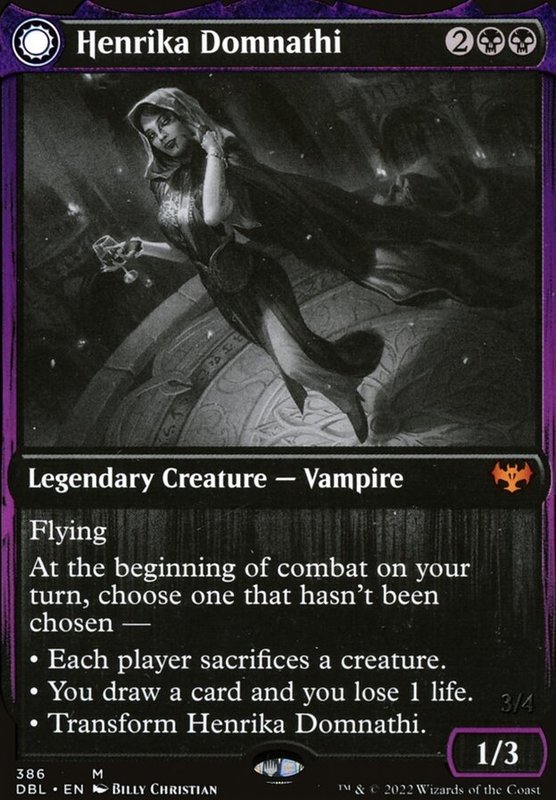 Henrika Domnathi 2
Legendary Creature — Vampire
Flying
At the beginning of combat on your
turn, choose one that hasn't been
chosen —
• Each player sacrifices a creature.
• You draw a card and you lose 1 life.
• Transform Henrika Domnathi.
3/4
1/3
386 M
DBL • EN Billy Christian
™ & © 2022 Wizards of the Coast